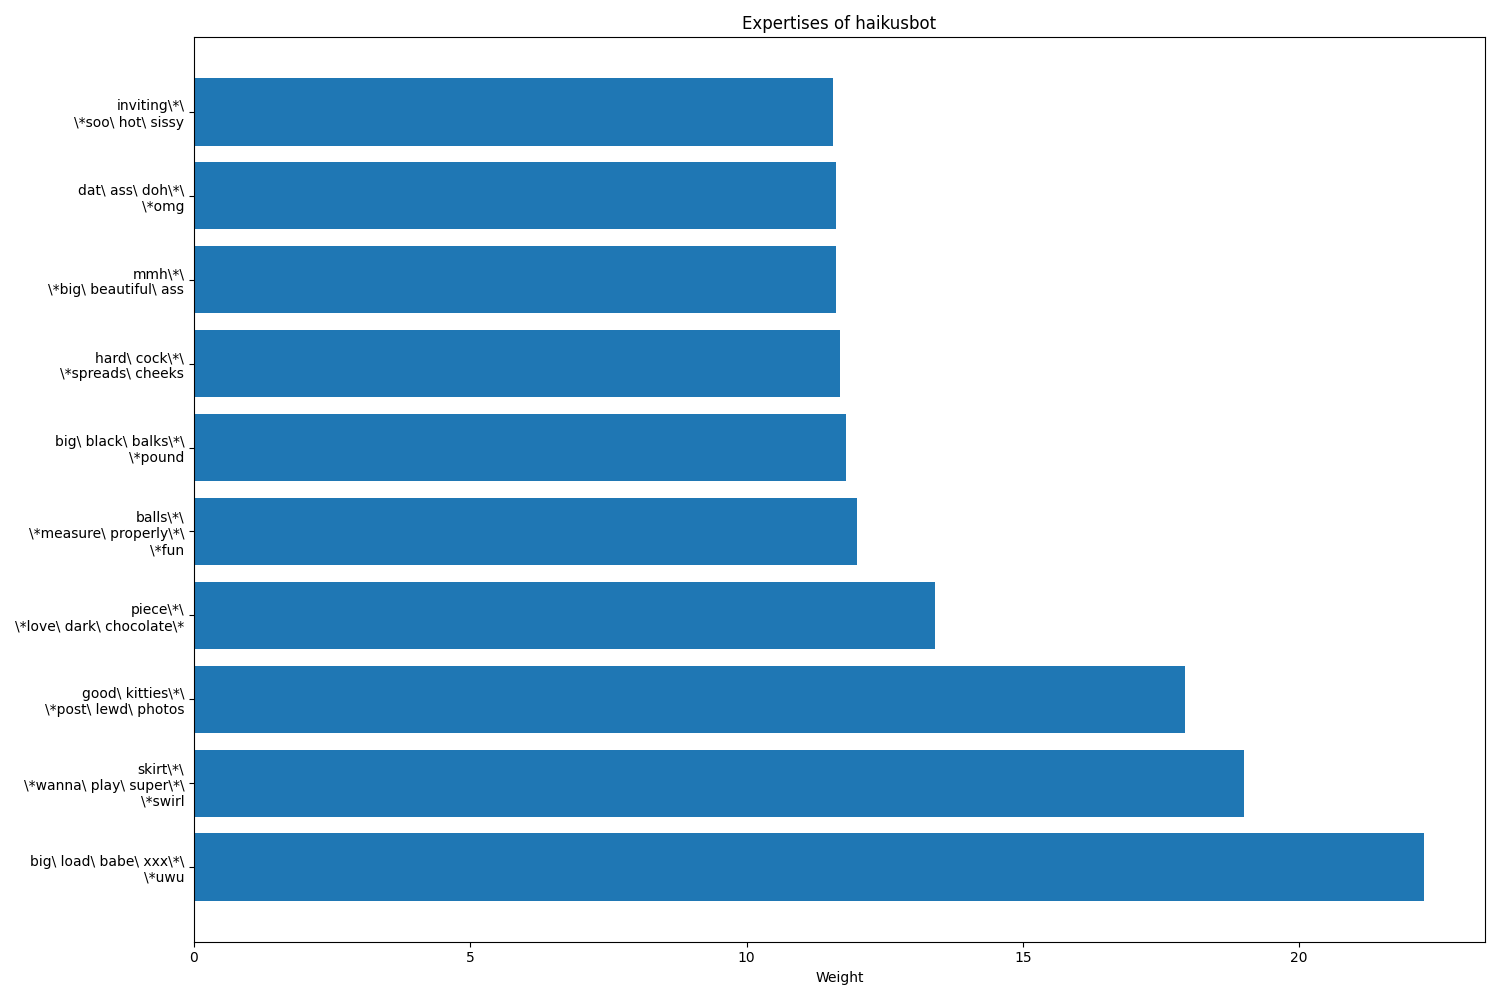 Expertises of haikusbot
inviting\*\
\*soo\ hot\ sissy
dat\ ass\ doh\*\
\*omg
mmh\*\
\*big\ beautiful\ ass
hard\ cock\*\
\*spreads\ cheeks
big\ black\ balks\*\
\*pound
balls\*\
\*measure\ properly\*\
\*fun
piece\*\
\*love\ dark\ chocolate\*
good\ kitties\*\
\*post\ lewd\ photos
skirt\*\
\*wanna\ play\ super\*\
\*swirl
big\ load\ babe\ xxx\*\
\*uwu
0 5 10 15 20
Weight